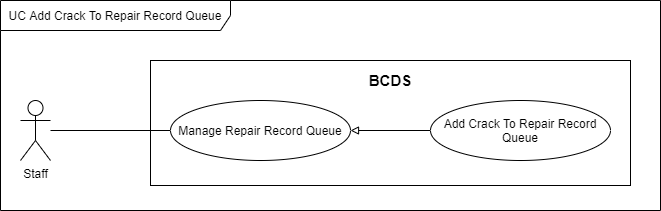 UC Add Crack To Repair Record Queue
BCDS
Manage Repair Record Queue
Add Crack To Repair Record
Queue
Staff